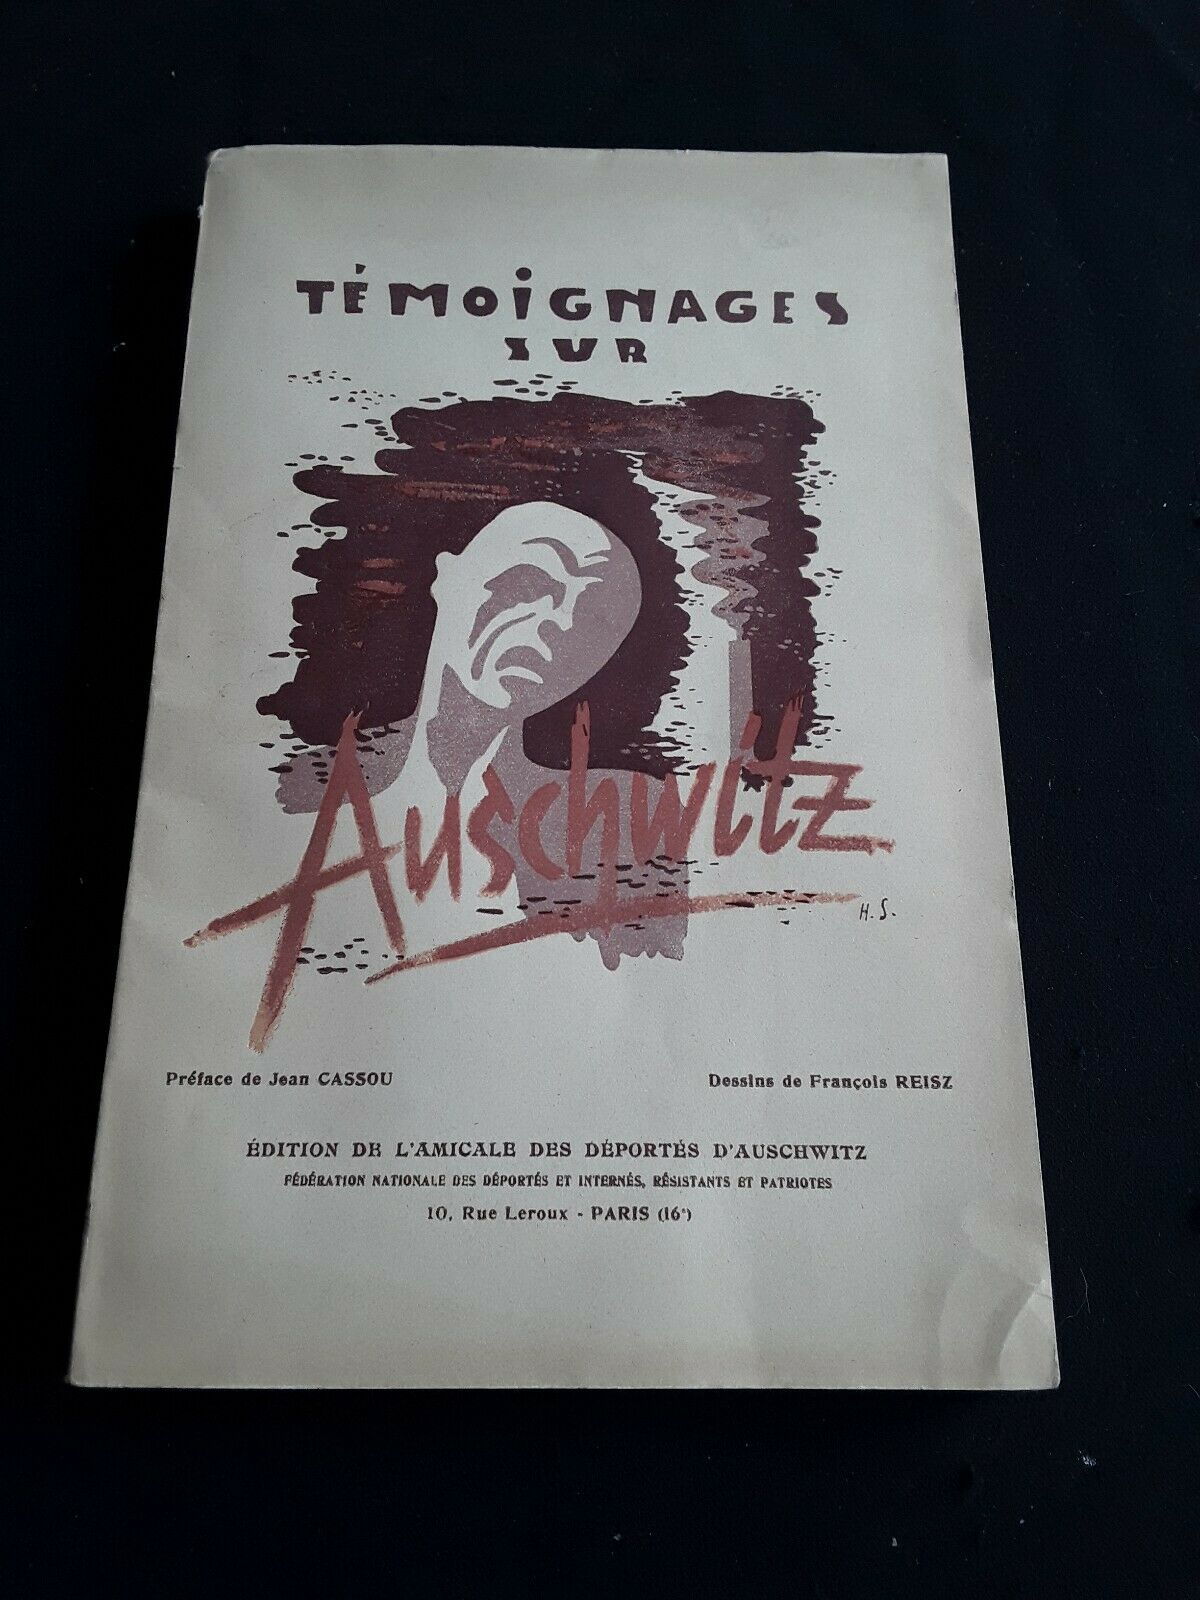 TÉMOiGNAGES
SUR
Auschwitz
H.S.
Préface de Jean CASSOU
Dessins de François REISZ
ÉDITION DE L'AMICALE DES DÉPORTÉS D'AUSCHWITZ
FÉDÉRATION NATIONALE DES DÉPORTÉS ET INTERNÉS, RÉSISTANTS ET PATRIOTES
10, Rue Leroux - PARIS (16e)